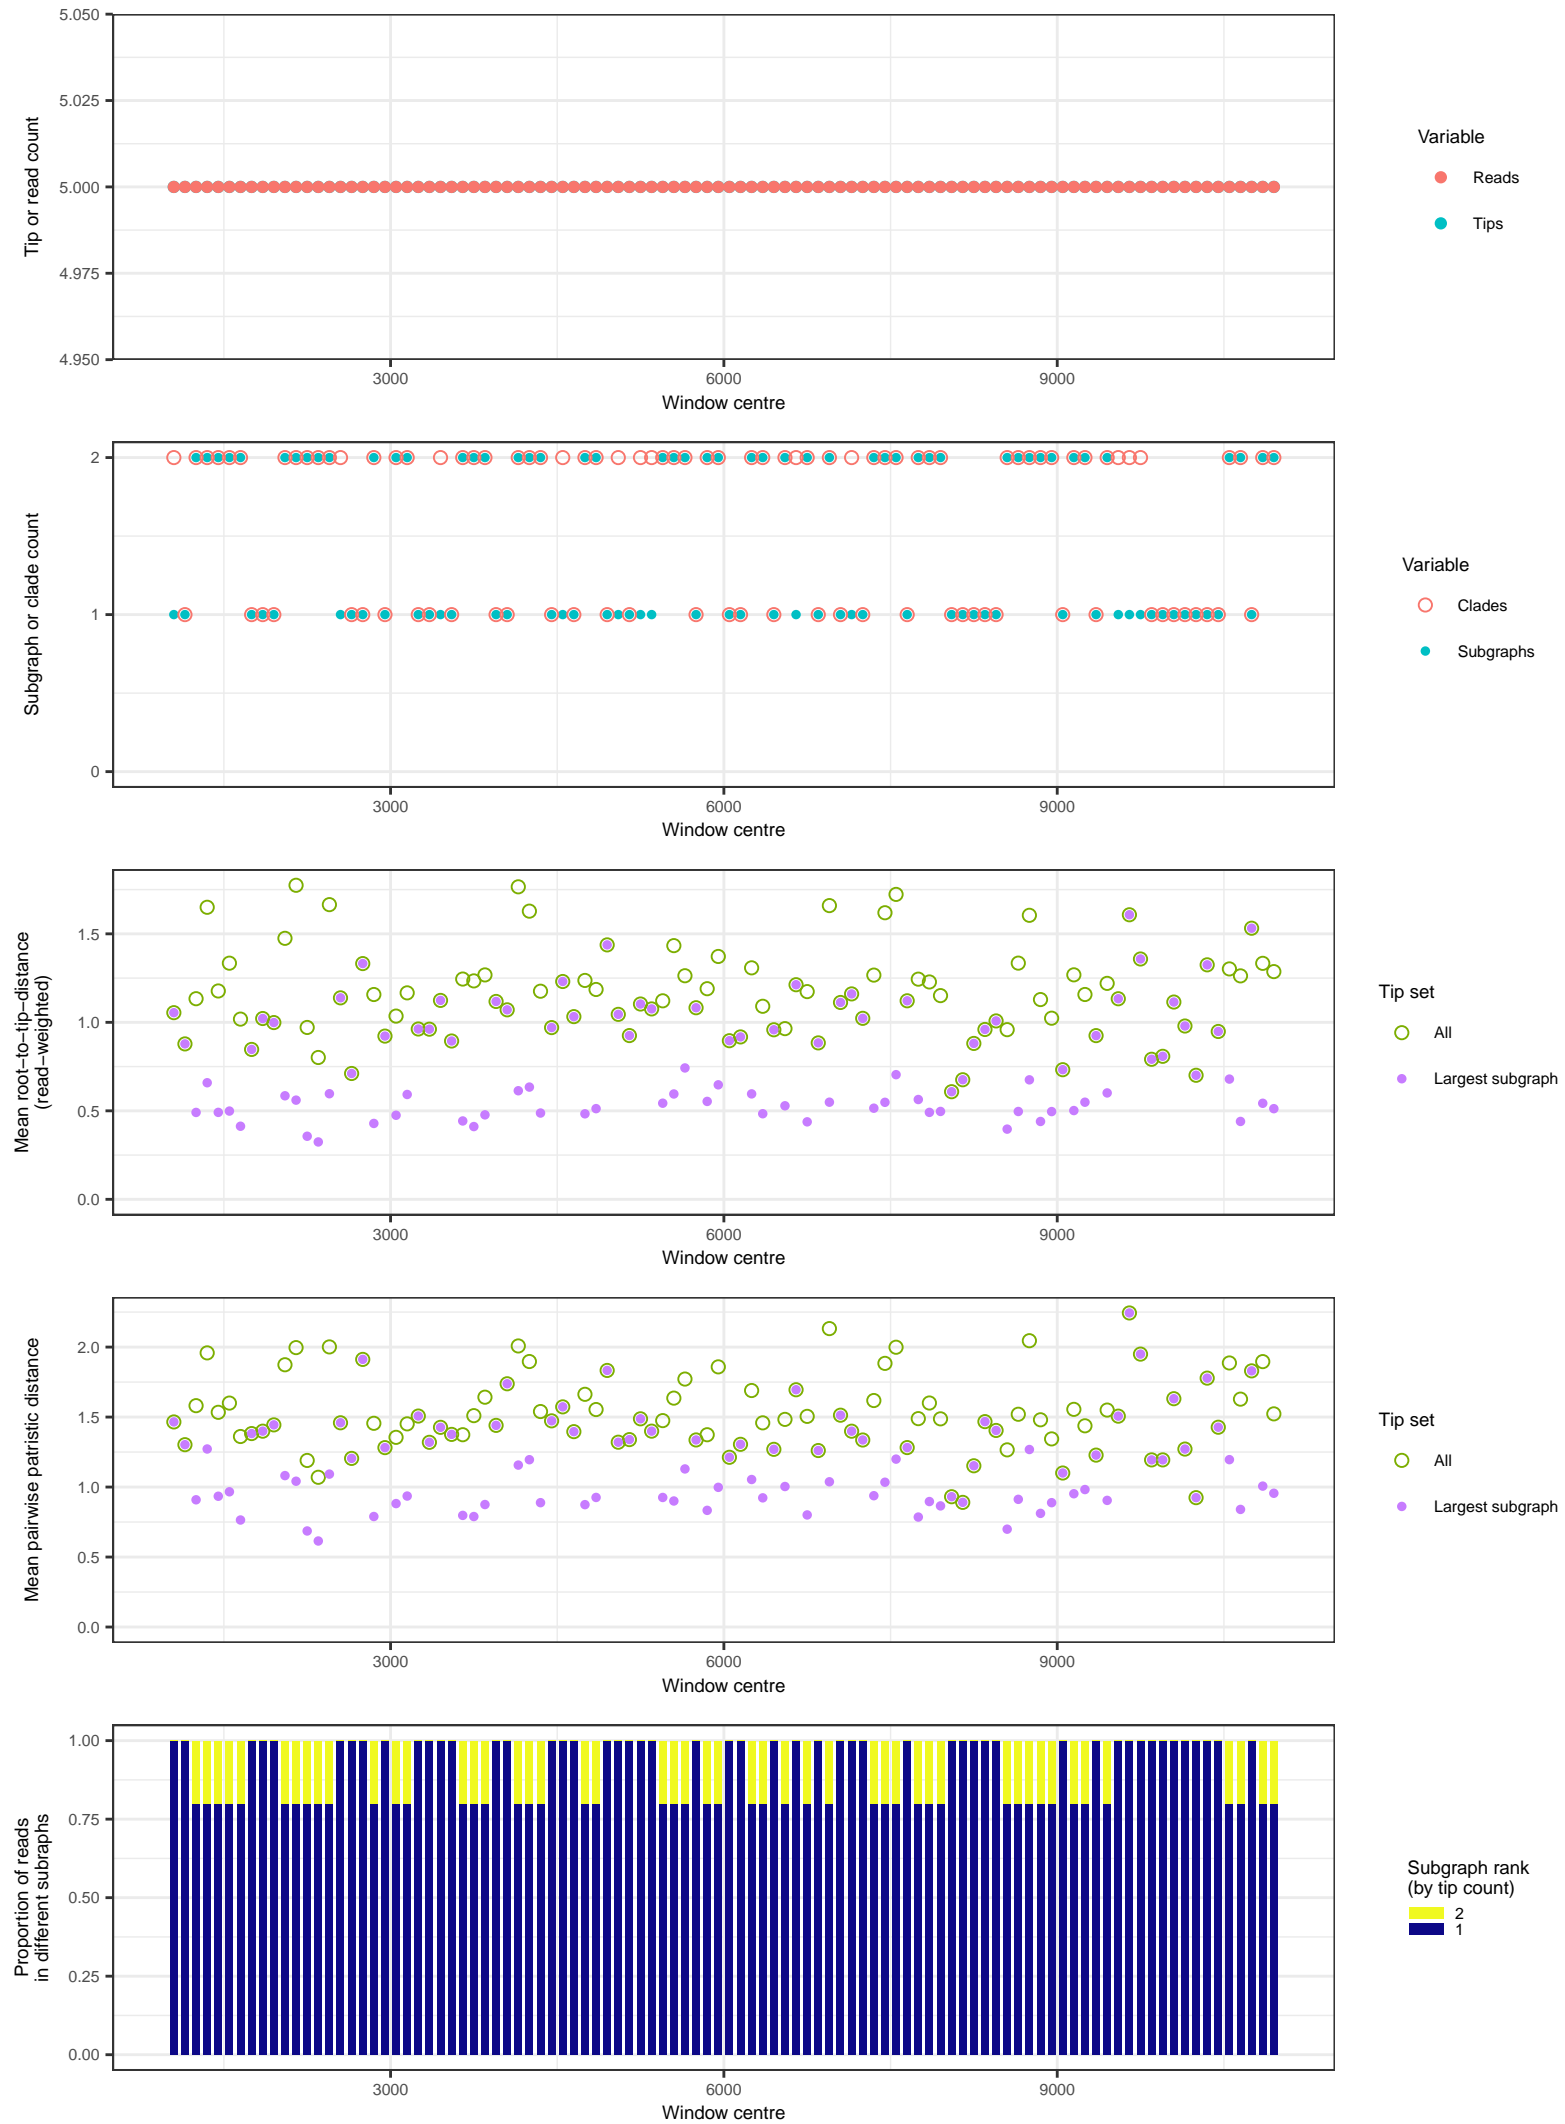 5.050
5.025
5.000
4.975
4.950
Tip or read count
3000
6000
9000
Window centre
Variable
Reads
Tips
2
1
0
Subgraph or clade count
3000
6000
9000
Window centre
Variable
Clades
Subgraphs
1.5
1.0
0.5
0.0
Mean root−to−tip−distance
(read−weighted)
3000
6000
9000
Window centre
Tip set
All
Largest subgraph
2.0
1.5
1.0
0.5
0.0
Mean pairwise patristic distance
3000
6000
9000
Window centre
Tip set
All
Largest subgraph
1.00
0.75
0.50
0.25
0.00
Proportion of reads
in different subraphs
3000
6000
9000
Window centre
Subgraph rank
(by tip count)
2
1